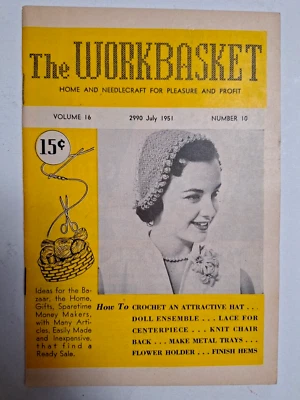 The WORKBASKET
HOME AND NEEDLECRAFT FOR PLEASURE AND PROFIT
VOLUME 16 2990 July 1951 NUMBER 10
15¢
Ideas for the Ba-
zaar, the Home,
Gifts, Sparetime
Money Makers,
with Many Arti-
cles. Easily Made
and Inexpensive,
that find a
Ready Sale.
How To CROCHET AN ATTRACTIVE HAT . . .
DOLL ENSEMBLE . . . LACE FOR
CENTERPIECE . . . KNIT CHAIR
BACK . . . MAKE METAL TRAYS . . .
FLOWER HOLDER . . . FINISH HEMS